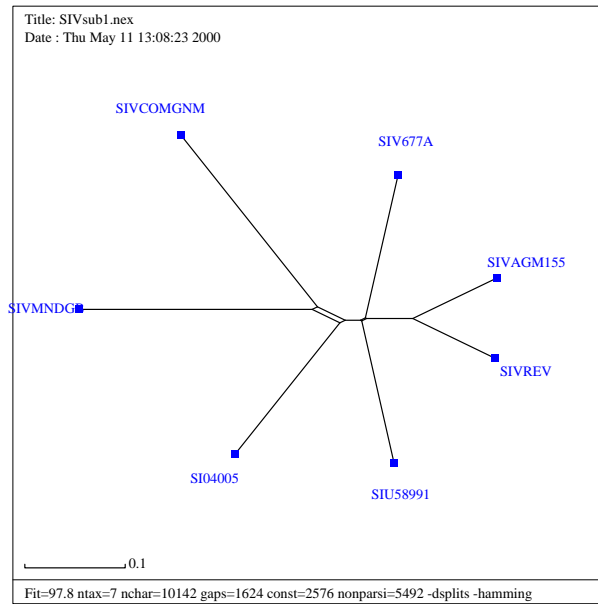 Title: SIVsub1.nex
Date : Thu May 11 13:08:23 2000
SIVCOMGNM
SIV677A
SIVAGM155
SIVMNDG
SIVREV
SI04005
SIU58991
0.1
Fit=97.8 ntax=7 nchar=10142 gaps=1624 const=2576 nonparsi=5492 -dsplits -hamming